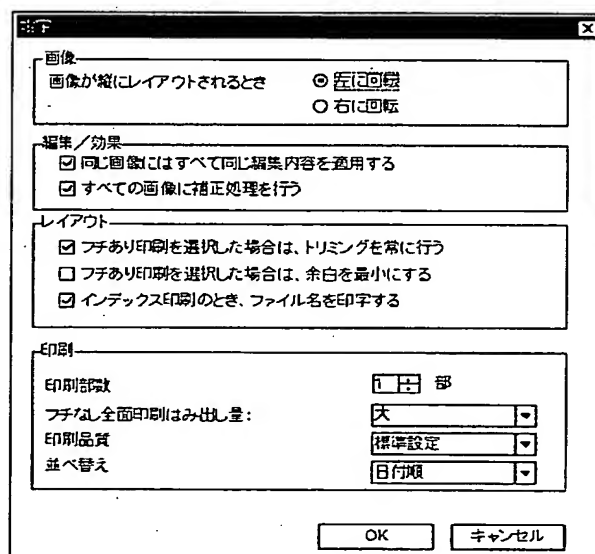 画像
画像が縦にレイアウトされるとき 左に回転
右に回転
編集/効果
同じ画像にはすべて同じ編集内容を適用する
すべての画像に補正処理を行う
レイアウト
フチあり印刷を選択した場合は、トリミングを常に行う
フチあり印刷を選択した場合は、余白を最小にする
インデックス印刷のとき、ファイル名を印字する
印刷
印刷部数 1 部
フチなし全面印刷はみ出し量: 大
印刷品質 標準設定
並べ替え 日付順
OK キャンセル